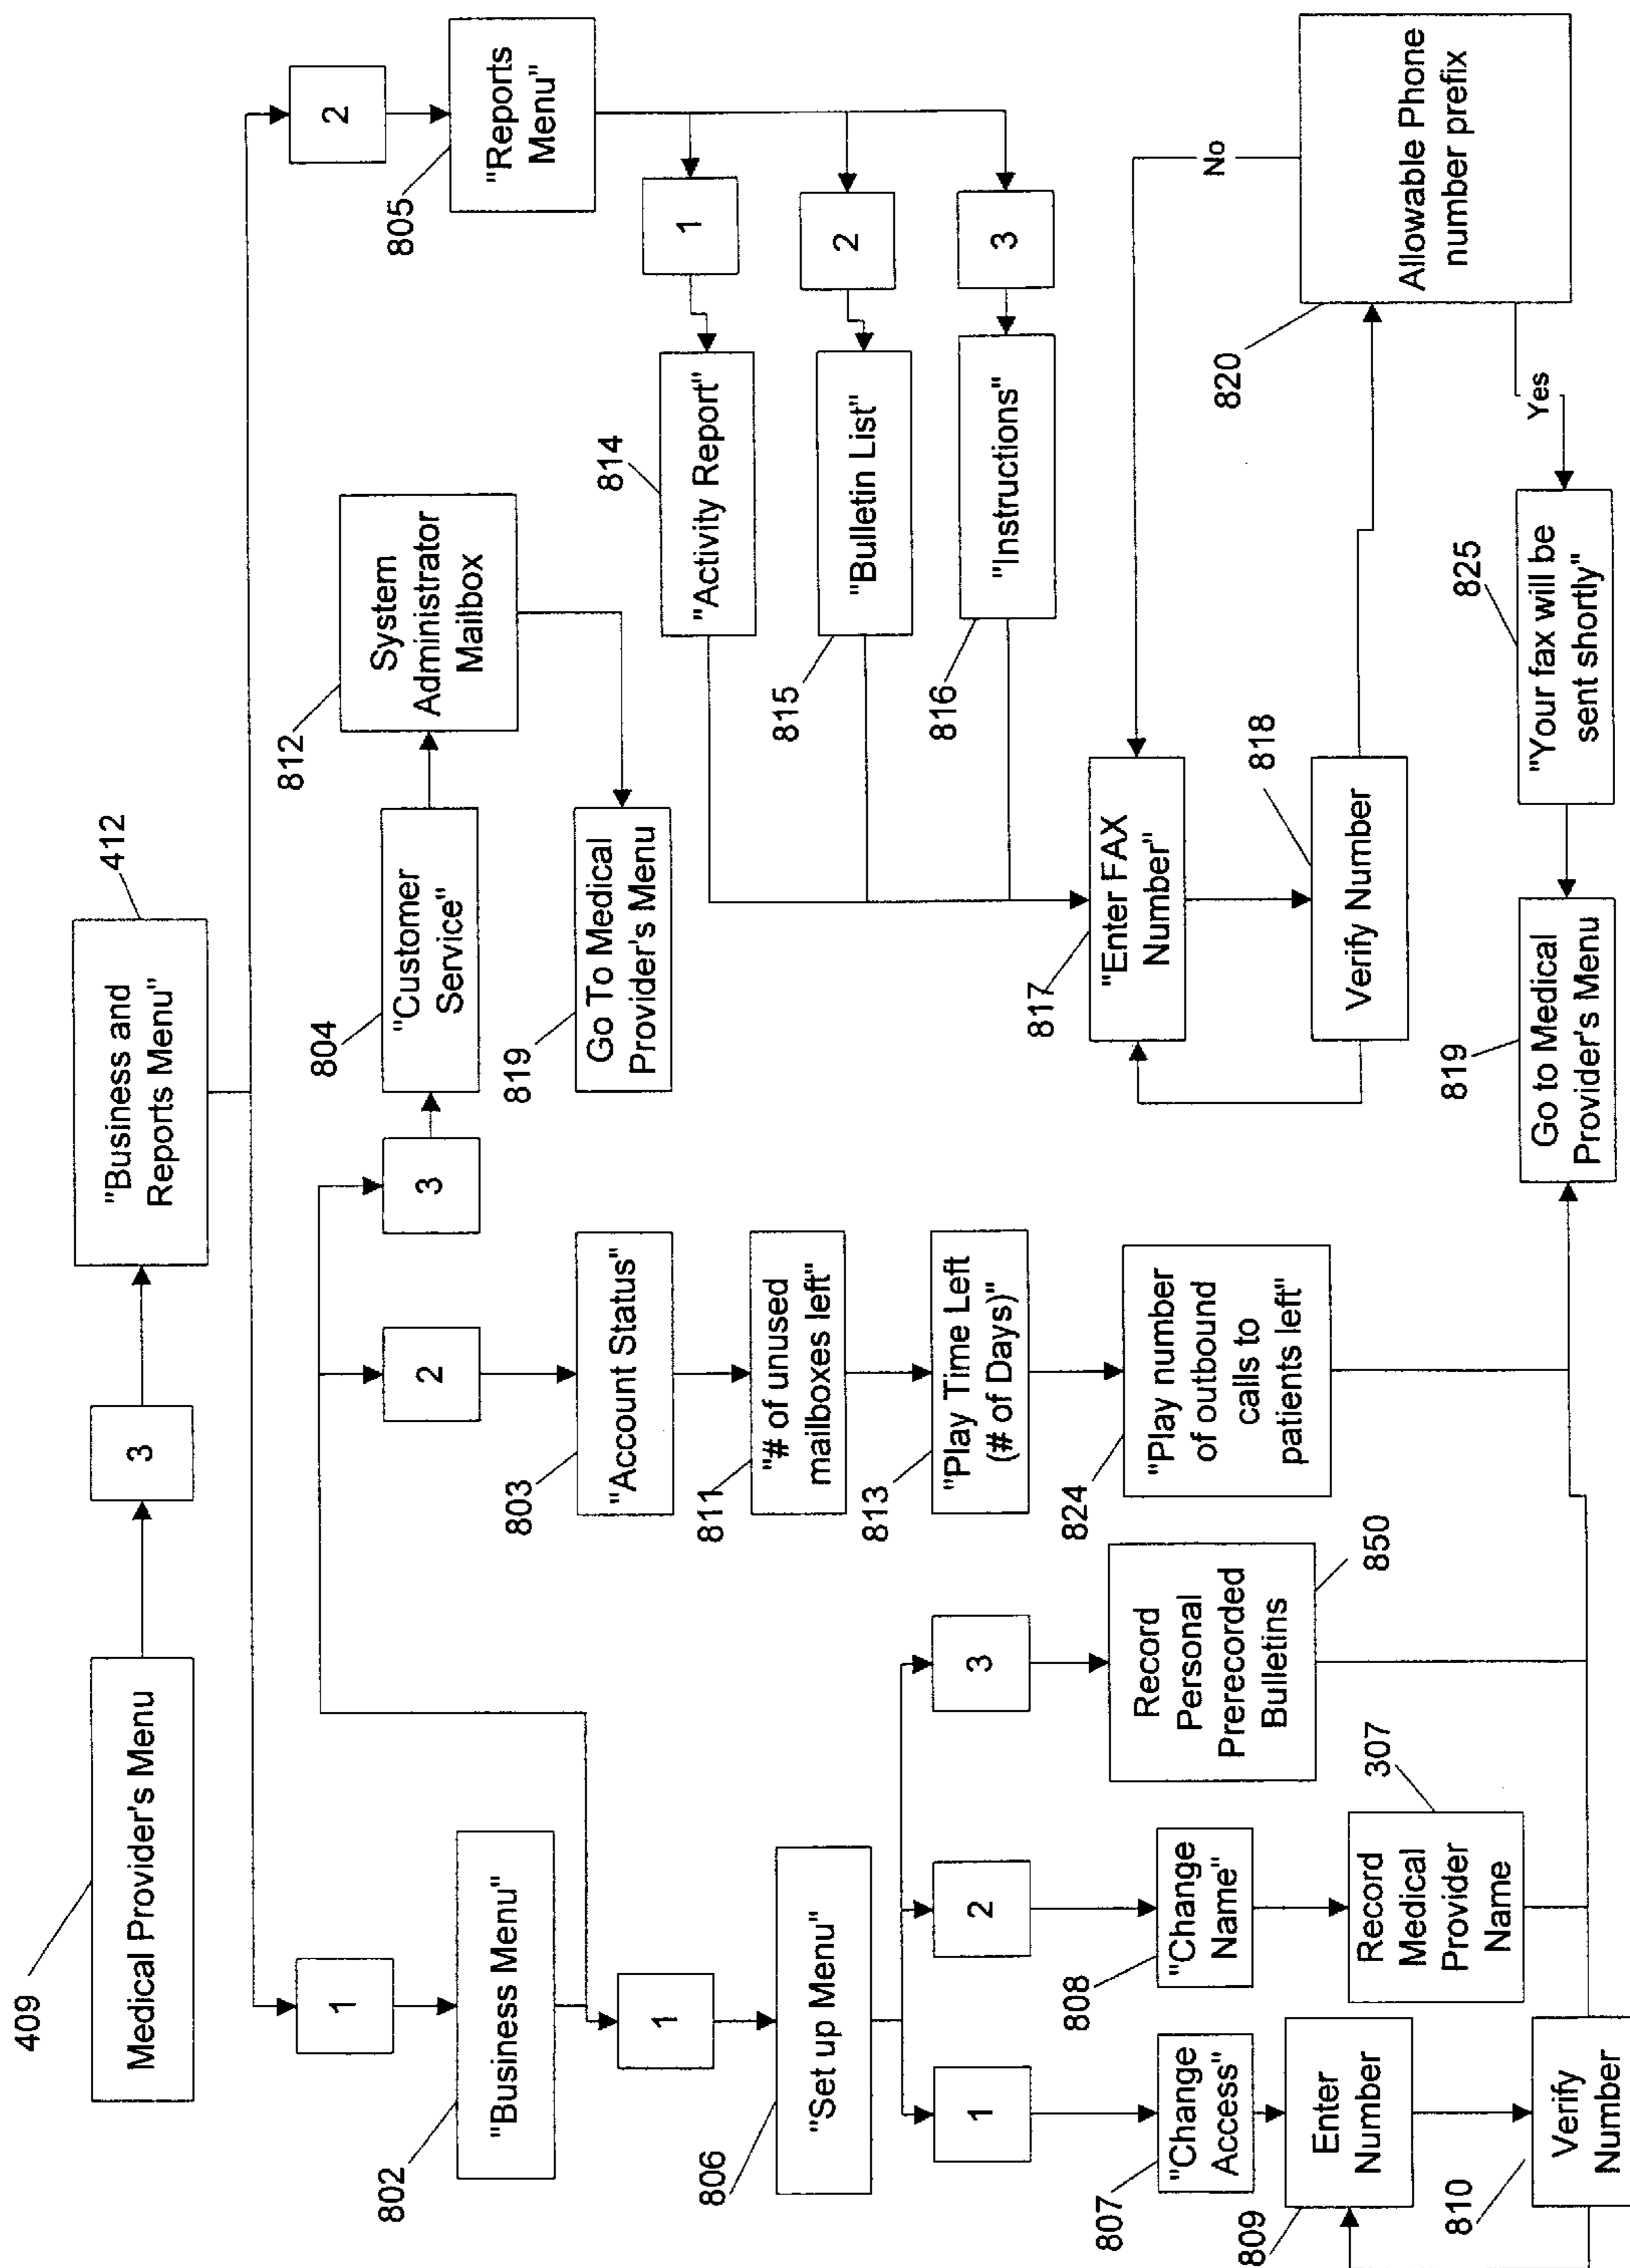 409
Medical Provider's Menu
3
"Business and
Reports Menu"
412
1
2
802
"Business Menu"
805
"Reports
Menu"
1
2
3
804
"Customer
Service"
812
System
Administrator
Mailbox
819
Go To Medical
Provider's Menu
803
"Account Status"
811
"# of unused
mailboxes left"
813
"Play Time Left
(# of Days)"
824
"Play number
of outbound
calls to
patients left"
806
"Set up Menu"
1
2
3
807
"Change
Access"
808
"Change
Name"
Record
Personal
Prerecorded
Bulletins
850
809
Enter
Number
Record
Medical
Provider
Name
307
810
Verify
Number
1
2
3
814
"Activity Report"
815
"Bulletin List"
816
"Instructions"
817
"Enter FAX
Number"
818
Verify Number
820
Allowable Phone
number prefix
No
Yes
825
"Your fax will be
sent shortly"
819
Go to Medical
Provider's Menu